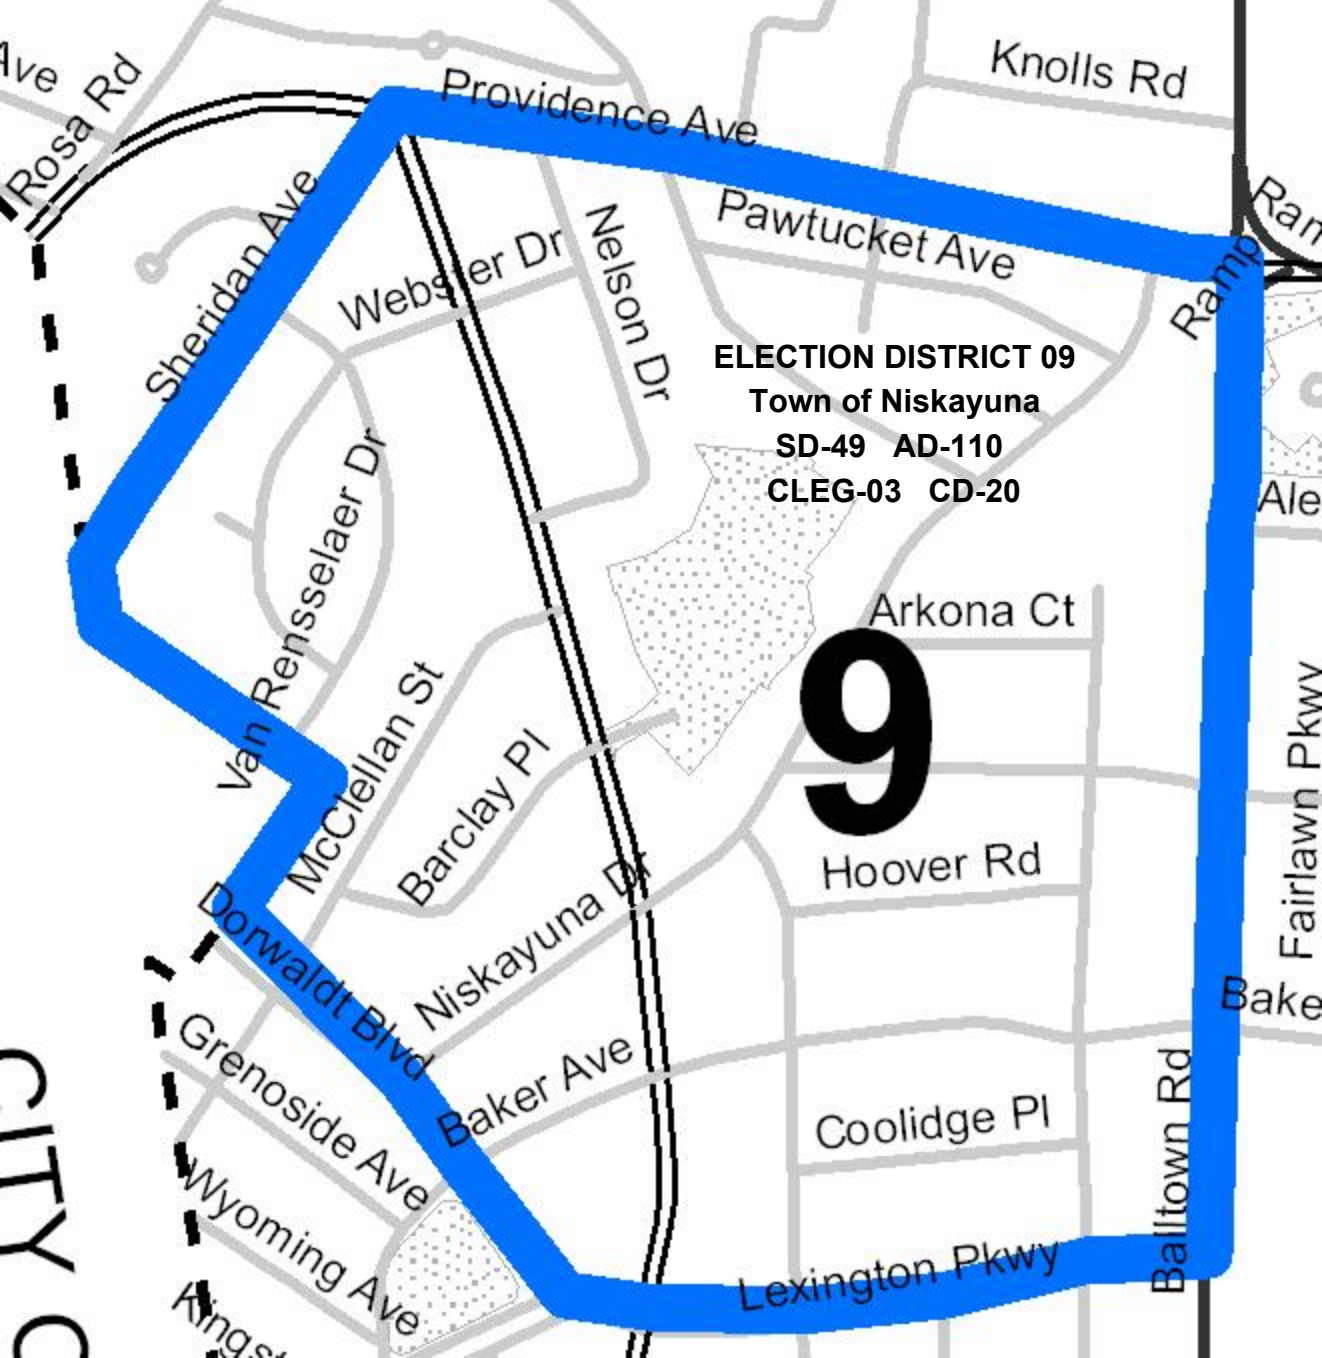 Ave
Rosa Rd
Providence Ave
Knolls Rd
Sheridan Ave
Webster Dr
Nelson Dr
Pawtucket Ave
Ramp
ELECTION DISTRICT 09
Town of Niskayuna
SD-49 AD-110
CLEG-03 CD-20
Van Rensselaer Dr
McClellan St
Barclay Pl
Arkona Ct
9
Fairlawn Pkwy
Hoover Rd
Dorwaldt Blvd
Niskayuna Dr
Grenoside Ave
Baker Ave
Coolidge Pl
Balltown Rd
Wyoming Ave
Lexington Pkwy
CITY